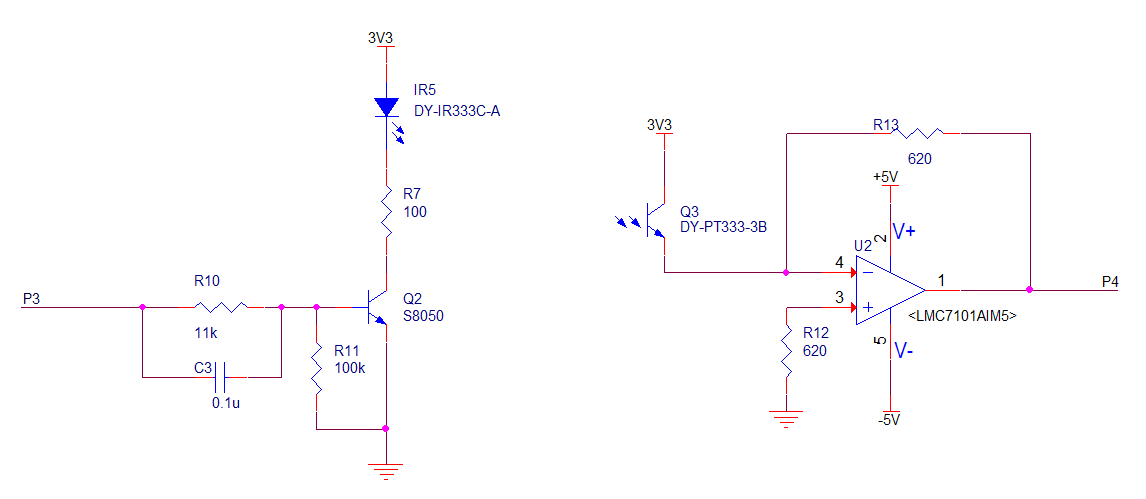 3V3
IR5
DY-IR333C-A
R7
100
R10
P3
11k
Q2
S8050
R11
100k
C3
0.1u
3V3
R13
620
+5V
Q3
DY-PT333-3B
2
V+
U2
4
3
1
P4
<LMC7101AIM5>
R12
620
5
V-
-5V